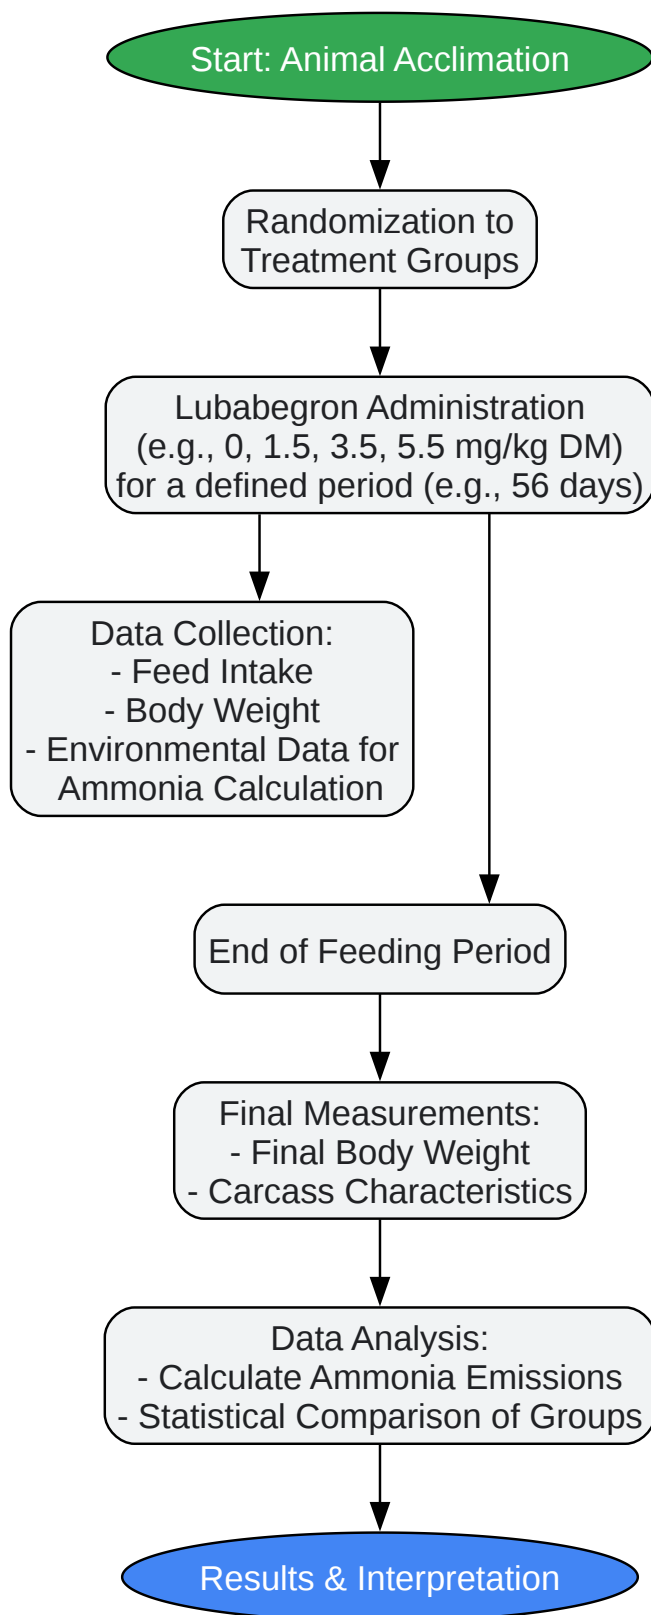 Start: Animal Acclimation
Randomization to
Treatment Groups
Lubabegron Administration
(e.g., 0, 1.5, 3.5, 5.5 mg/kg DM)
for a defined period (e.g., 56 days)
Data Collection:
- Feed Intake
- Body Weight
- Environmental Data for
Ammonia Calculation
End of Feeding Period
Final Measurements:
- Final Body Weight
- Carcass Characteristics
Data Analysis:
- Calculate Ammonia Emissions
- Statistical Comparison of Groups
Results & Interpretation